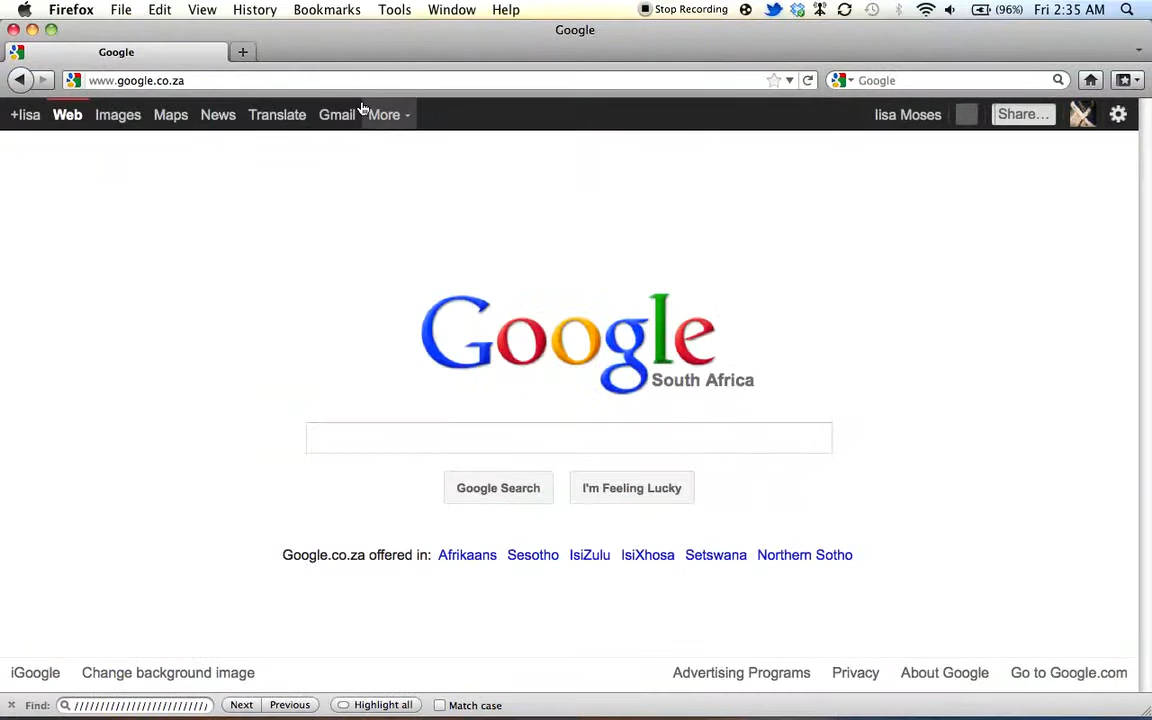 Firefox File Edit View History Bookmarks Tools Window Help Stop Recording (96%) Fri 2:35 AM
Google
Google +
www.google.co.za Google
+Iisa Web Images Maps News Translate Gmail More Iisa Moses Share...
Google
South Africa
Google Search I'm Feeling Lucky
Google.co.za offered in: Afrikaans Sesotho IsiZulu IsiXhosa Setswana Northern Sotho
iGoogle Change background image Advertising Programs Privacy About Google Go to Google.com
Find: ////////////////////////// Next Previous Highlight all Match case